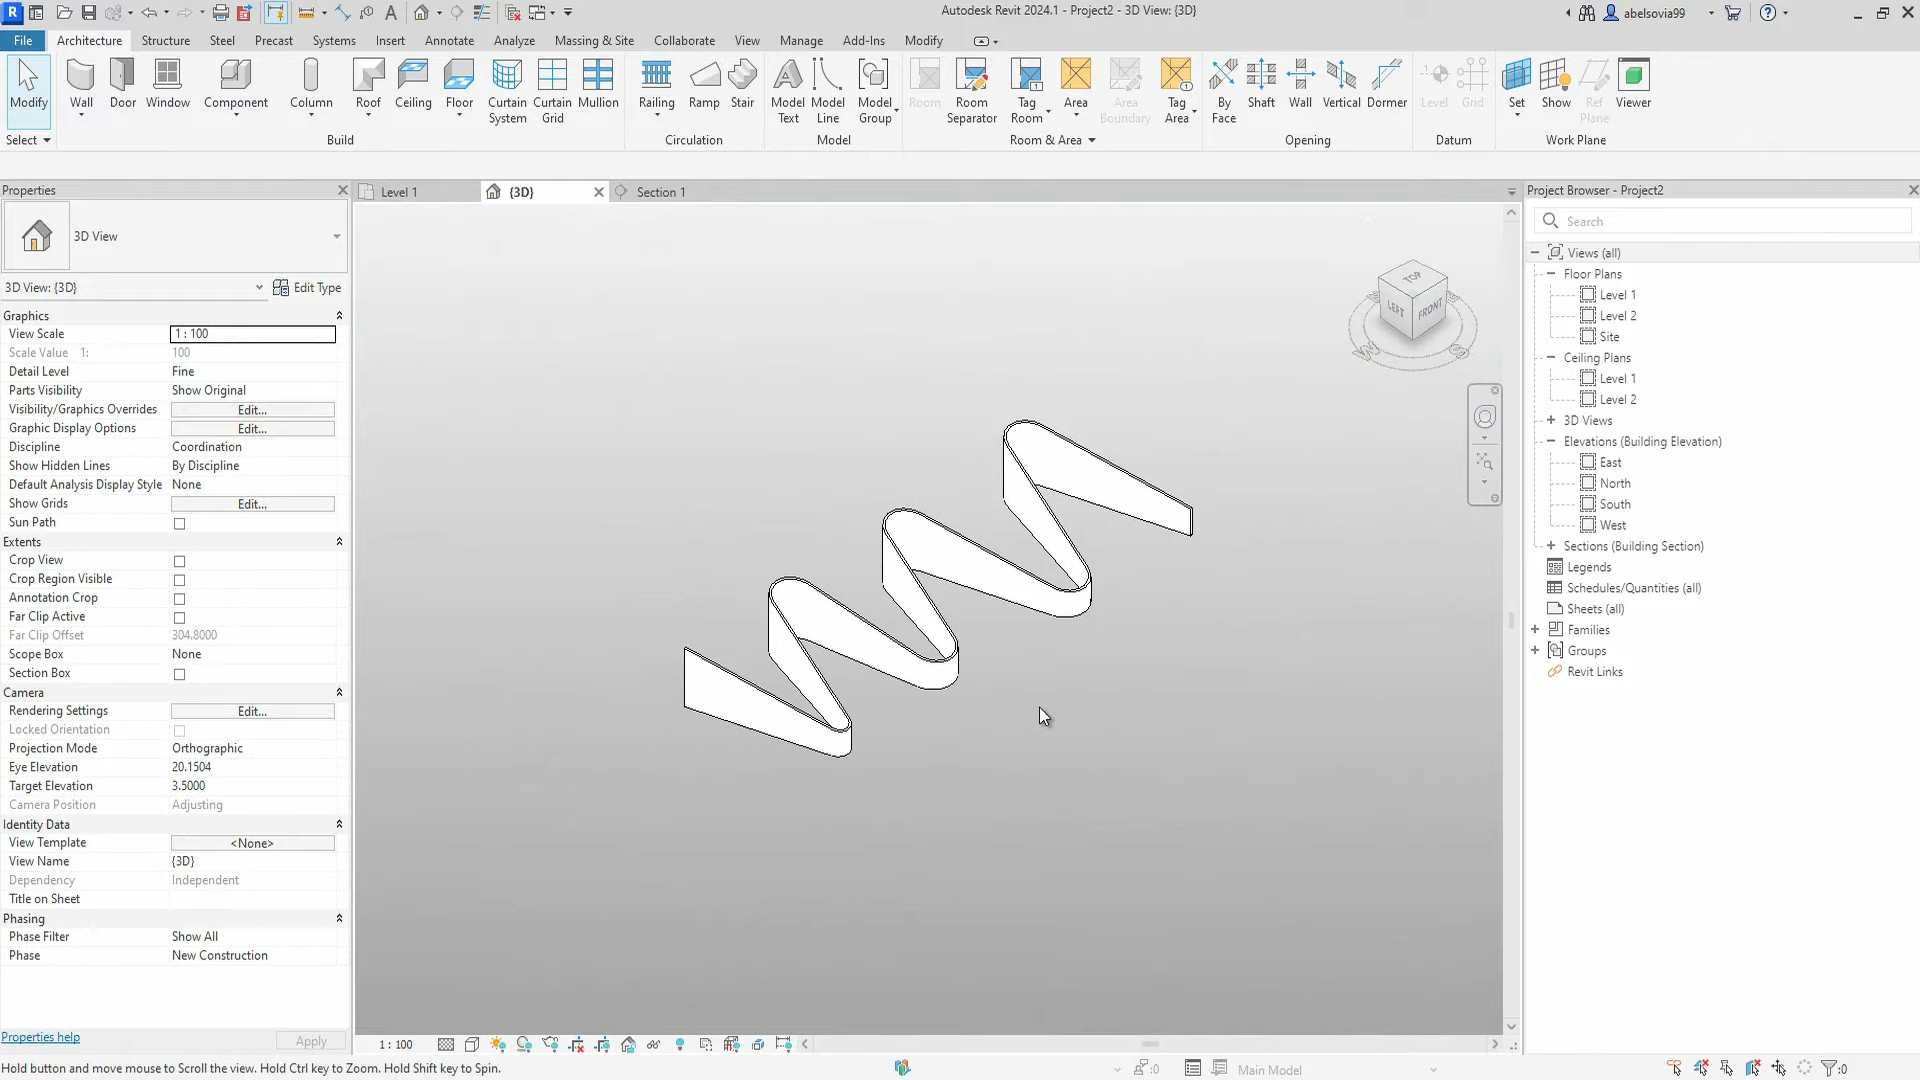 Autodesk Revit 2024.1 - Project2 - 3D View: {3D}
abelsovia99
File Architecture Structure Steel Precast Systems Insert Annotate Analyze Massing & Site Collaborate View Manage Add-Ins Modify
Modify Wall Door Window Component Column Roof Ceiling Floor Curtain System Curtain Grid Mullion Railing Ramp Stair Model Text Model Line Model Group Room Room Separator Tag Room Area Area Boundary Tag Area By Face Shaft Wall Vertical Dormer Level Grid Set Show Ref Plane Viewer
Select Build Circulation Model Room & Area Opening Datum Work Plane
Properties
3D View
3D View: {3D} Edit Type
Graphics
View Scale 1 : 100
Scale Value 1: 100
Detail Level Fine
Parts Visibility Show Original
Visibility/Graphics Overrides Edit...
Graphic Display Options Edit...
Discipline Coordination
Show Hidden Lines By Discipline
Default Analysis Display Style None
Show Grids Edit...
Sun Path
Extents
Crop View
Crop Region Visible
Annotation Crop
Far Clip Active
Far Clip Offset 304.8000
Scope Box None
Section Box
Camera
Rendering Settings Edit...
Locked Orientation
Projection Mode Orthographic
Eye Elevation 20.1504
Target Elevation 3.5000
Camera Position Adjusting
Identity Data
View Template <None>
View Name {3D}
Dependency Independent
Title on Sheet
Phasing
Phase Filter Show All
Phase New Construction
Properties help Apply
Level 1 {3D} Section 1
TOP
LEFT FRONT
W S
1 : 100
Project Browser - Project2
Search
Views (all)
Floor Plans
Level 1
Level 2
Site
Ceiling Plans
Level 1
Level 2
3D Views
Elevations (Building Elevation)
East
North
South
West
Sections (Building Section)
Legends
Schedules/Quantities (all)
Sheets (all)
Families
Groups
Revit Links
Hold button and move mouse to Scroll the view. Hold Ctrl key to Zoom. Hold Shift key to Spin. :0 Main Model :0